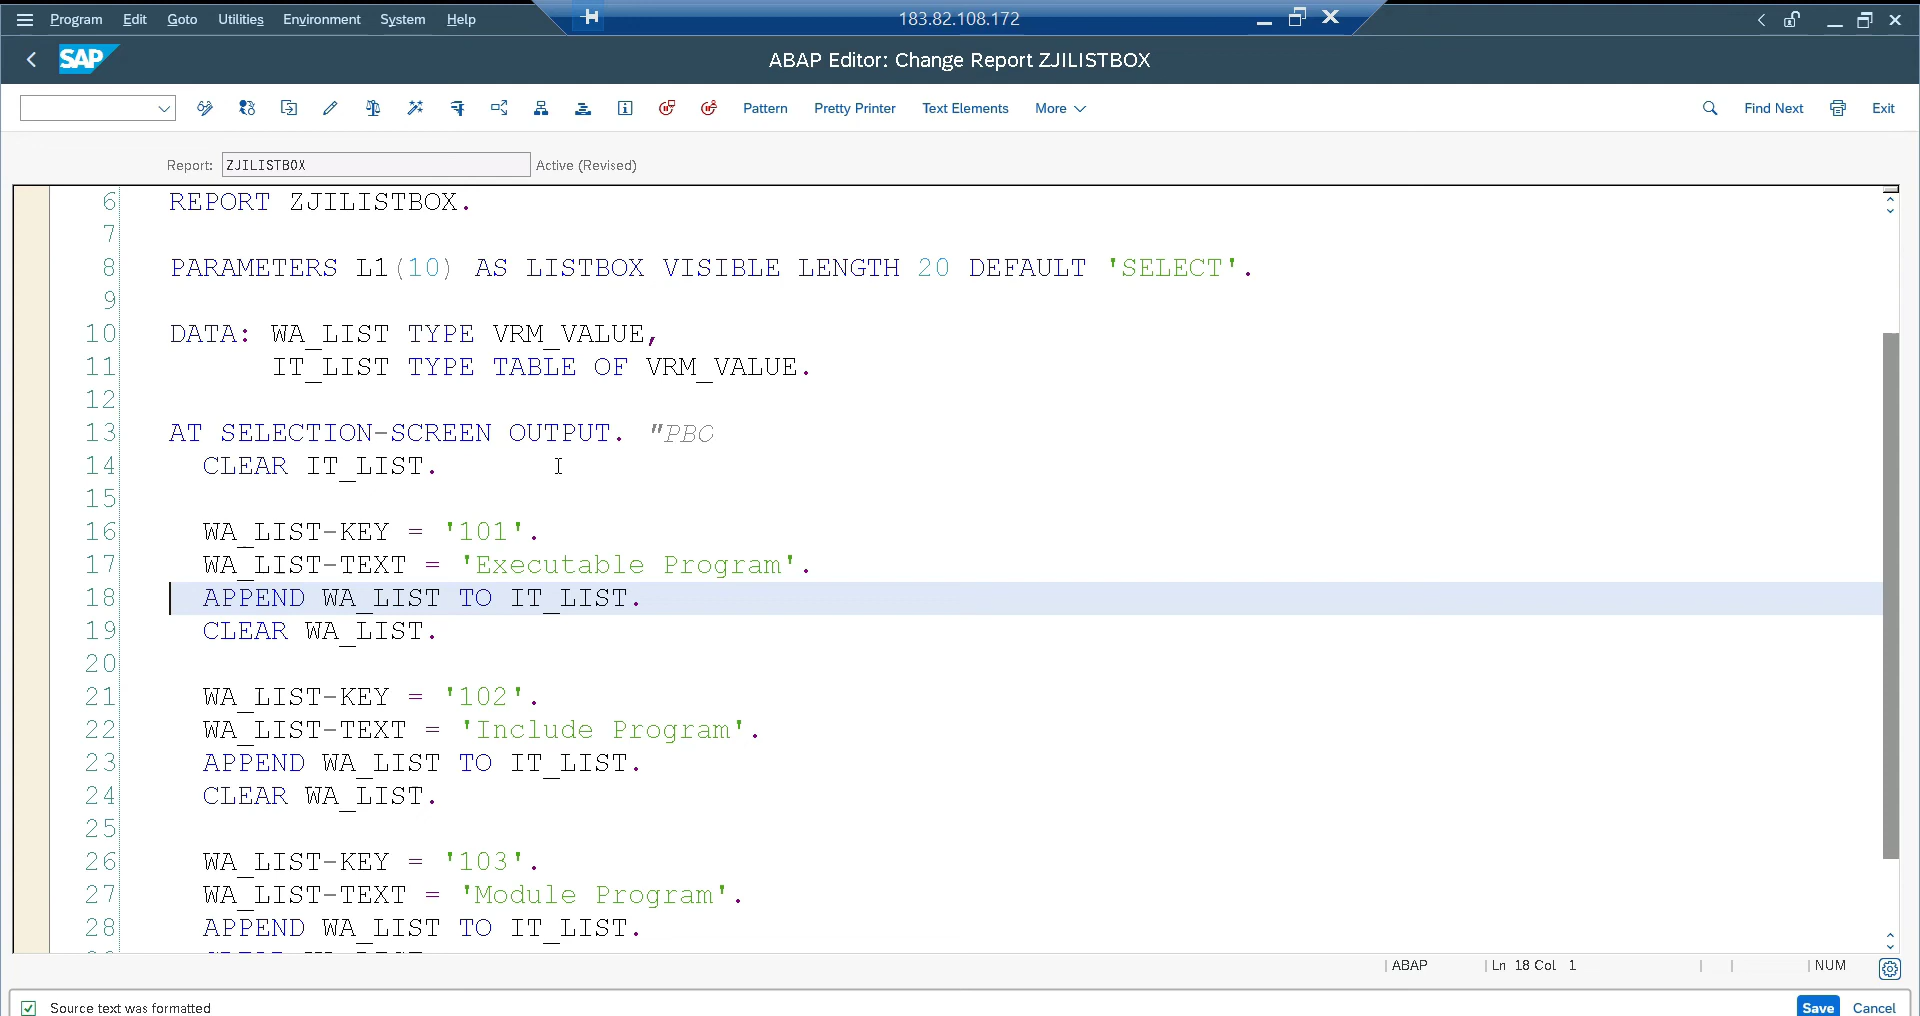 Program Edit Goto Utilities Environment System Help 183.82.108.172
SAP ABAP Editor: Change Report ZJILISTBOX
Pattern Pretty Printer Text Elements More Find Next Exit
Report: ZJILISTBOX Active (Revised)
6 REPORT ZJILISTBOX.
7
8 PARAMETERS L1(10) AS LISTBOX VISIBLE LENGTH 20 DEFAULT 'SELECT'.
9
10 DATA: WA_LIST TYPE VRM_VALUE,
11 IT_LIST TYPE TABLE OF VRM_VALUE.
12
13 AT SELECTION-SCREEN OUTPUT. "PBO
14 CLEAR IT_LIST.
15
16 WA_LIST-KEY = '101'.
17 WA_LIST-TEXT = 'Executable Program'.
18 APPEND WA_LIST TO IT_LIST.
19 CLEAR WA_LIST.
20
21 WA_LIST-KEY = '102'.
22 WA_LIST-TEXT = 'Include Program'.
23 APPEND WA_LIST TO IT_LIST.
24 CLEAR WA_LIST.
25
26 WA_LIST-KEY = '103'.
27 WA_LIST-TEXT = 'Module Program'.
28 APPEND WA_LIST TO IT_LIST.
ABAP Ln 18 Col 1 NUM
Source text was formatted Save Cancel